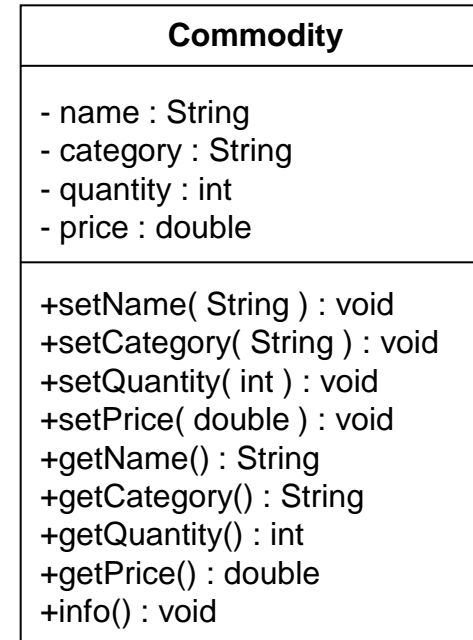 Commodity
- name : String
- category : String
- quantity : int
- price : double
+setName( String ) : void
+setCategory( String ) : void
+setQuantity( int ) : void
+setPrice( double ) : void
+getName() : String
+getCategory() : String
+getQuantity() : int
+getPrice() : double
+info() : void